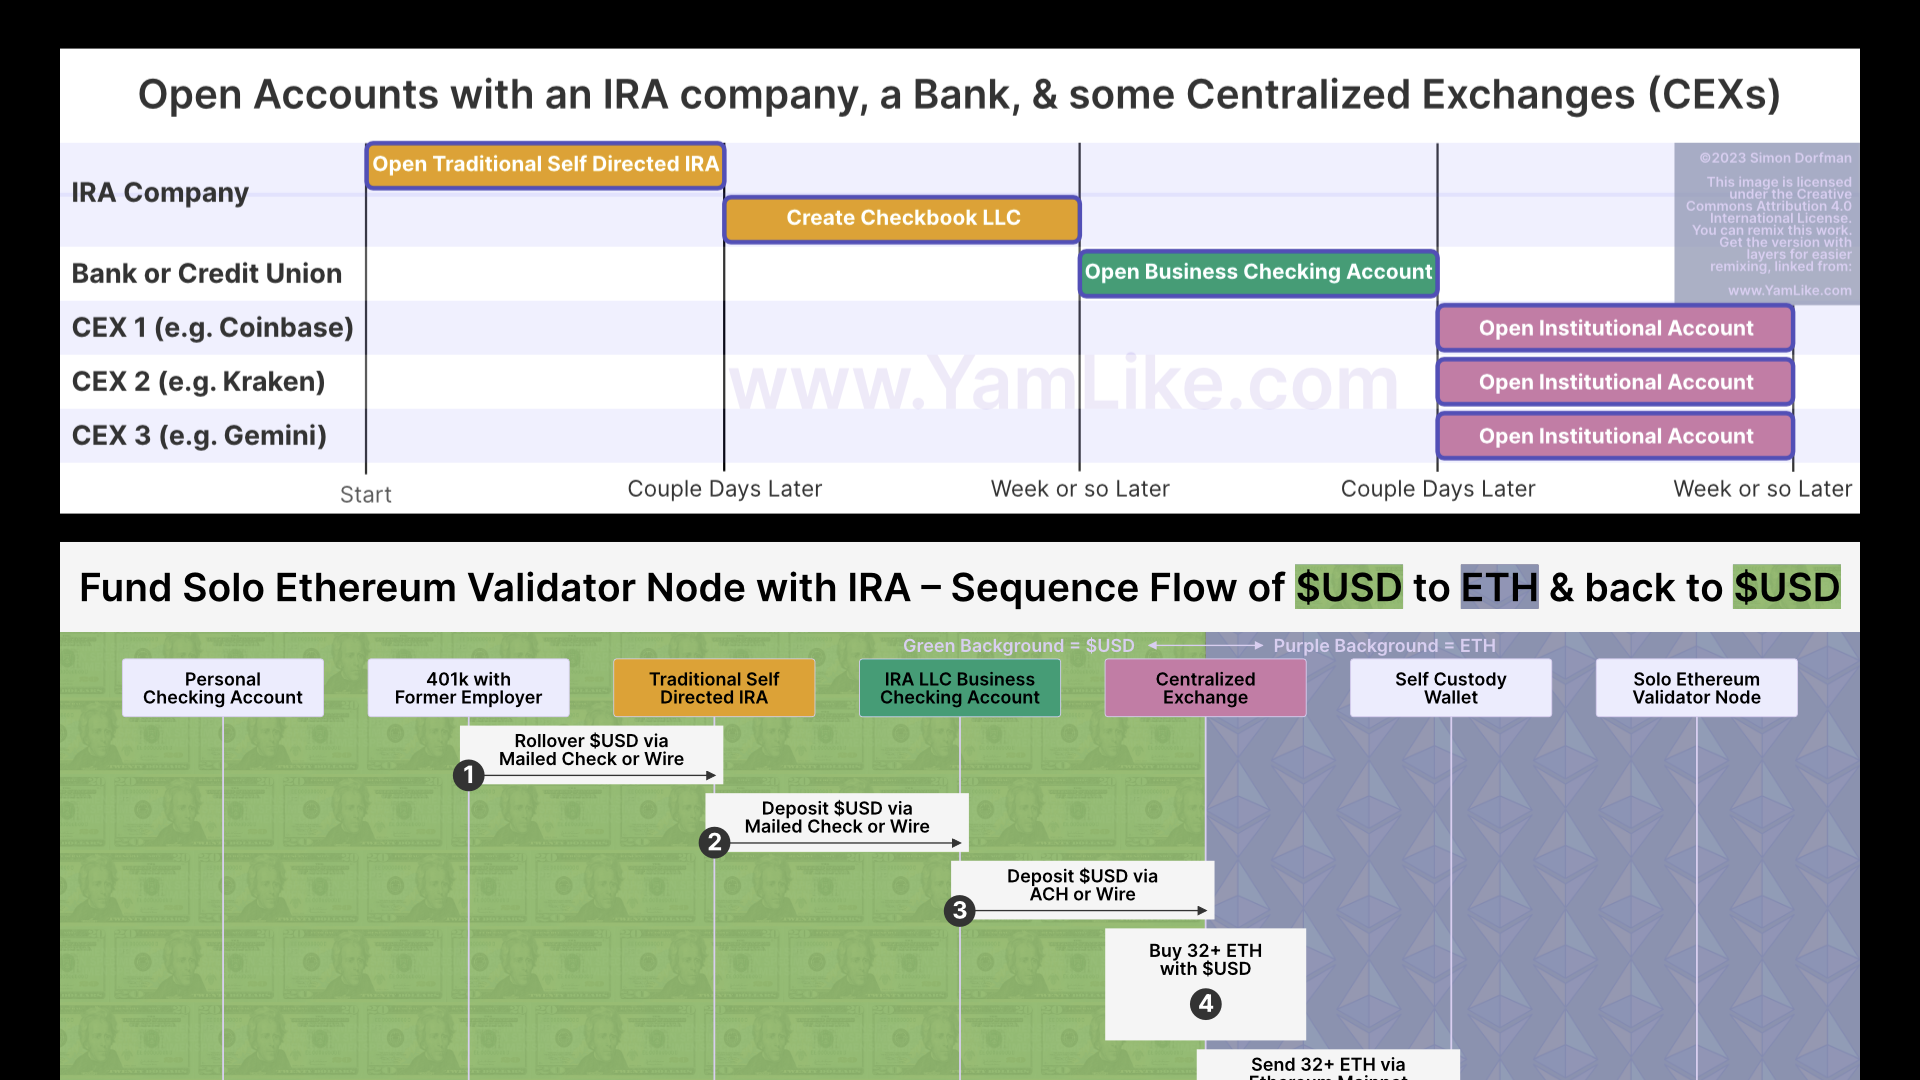 Open Accounts with an IRA company, a Bank, & some Centralized Exchanges (CEXs)
IRA Company
Open Traditional Self Directed IRA
Create Checkbook LLC
Bank or Credit Union
Open Business Checking Account
CEX 1 (e.g. Coinbase)
Open Institutional Account
CEX 2 (e.g. Kraken)
Open Institutional Account
CEX 3 (e.g. Gemini)
Open Institutional Account
www.YamLike.com
©2023 Simon Dorfman
This image is licensed
under the Creative
Commons Attribution 4.0
International License.
You can remix this work.
Get the version with
layers for easier
remixing, linked from:
www.YamLike.com
Start
Couple Days Later
Week or so Later
Couple Days Later
Week or so Later
Fund Solo Ethereum Validator Node with IRA – Sequence Flow of $USD to ETH & back to $USD
Green Background = $USD
Purple Background = ETH
Personal
Checking Account
401k with
Former Employer
Traditional Self
Directed IRA
IRA LLC Business
Checking Account
Centralized
Exchange
Self Custody
Wallet
Solo Ethereum
Validator Node
Rollover $USD via
Mailed Check or Wire
1
Deposit $USD via
Mailed Check or Wire
2
Deposit $USD via
ACH or Wire
3
Buy 32+ ETH
with $USD
4
Send 32+ ETH via
Ethereum Mainnet